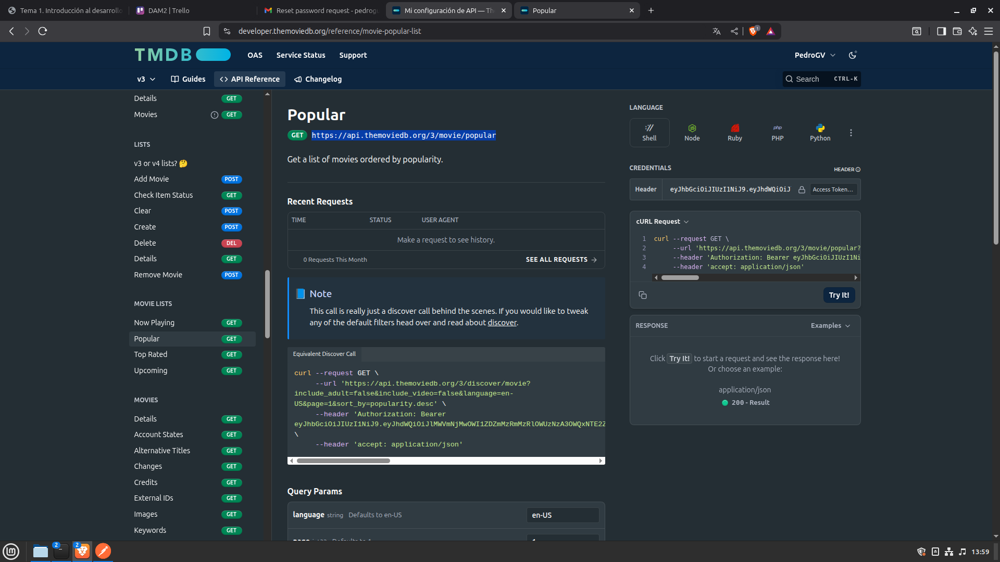 Tema 1. Introducción al desarrollo
DAM2 | Trello
Reset password request - pedrogu
Mi configuración de API — Th
Popular
developer.themoviedb.org/reference/movie-popular-list
TMDB
OAS
Service Status
Support
PedroGV
v3
Guides
<> API Reference
Changelog
Search
CTRL-K
Details GET
Movies GET
LISTS
v3 or v4 lists? 🤔
Add Movie POST
Check Item Status GET
Clear POST
Create POST
Delete DEL
Details GET
Remove Movie POST
MOVIE LISTS
Now Playing GET
Popular GET
Top Rated GET
Upcoming GET
MOVIES
Details GET
Account States GET
Alternative Titles GET
Changes GET
Credits GET
External IDs GET
Images GET
Keywords GET
Popular
GET https://api.themoviedb.org/3/movie/popular
Get a list of movies ordered by popularity.
Recent Requests
TIME STATUS USER AGENT
Make a request to see history.
0 Requests This Month
SEE ALL REQUESTS →
📘 Note
This call is really just a discover call behind the scenes. If you would like to tweak
any of the default filters head over and read about discover.
Equivalent Discover Call
curl --request GET \
--url 'https://api.themoviedb.org/3/discover/movie?
include_adult=false&include_video=false&language=en-
US&page=1&sort_by=popularity.desc' \
--header 'Authorization: Bearer
eyJhbGciOiJIUzI1NiJ9.eyJhdWQiOiJlMWVmNjMwOWI1ZDZmMzRmMzRlOWUzNzA3OWQxNTE2Z
\
--header 'accept: application/json'
Query Params
language string Defaults to en-US
en-US
LANGUAGE
Shell
Node
Ruby
php
PHP
Python
CREDENTIALS
HEADER
Header
eyJhbGciOiJIUzI1NiJ9.eyJhdWQiOiJ
Access Token...
cURL Request
1 curl --request GET \
2 --url 'https://api.themoviedb.org/3/movie/popular?
3 --header 'Authorization: Bearer eyJhbGciOiJIUzI1Ni
4 --header 'accept: application/json'
Try It!
RESPONSE
Examples
Click Try It! to start a request and see the response here!
Or choose an example:
application/json
200 - Result
2
2
13:59